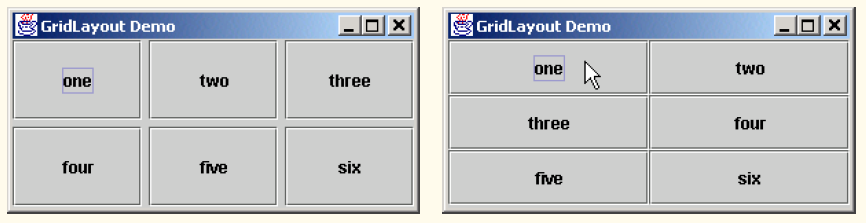 GridLayout Demo
one two three
four five six
GridLayout Demo
one two
three four
five six